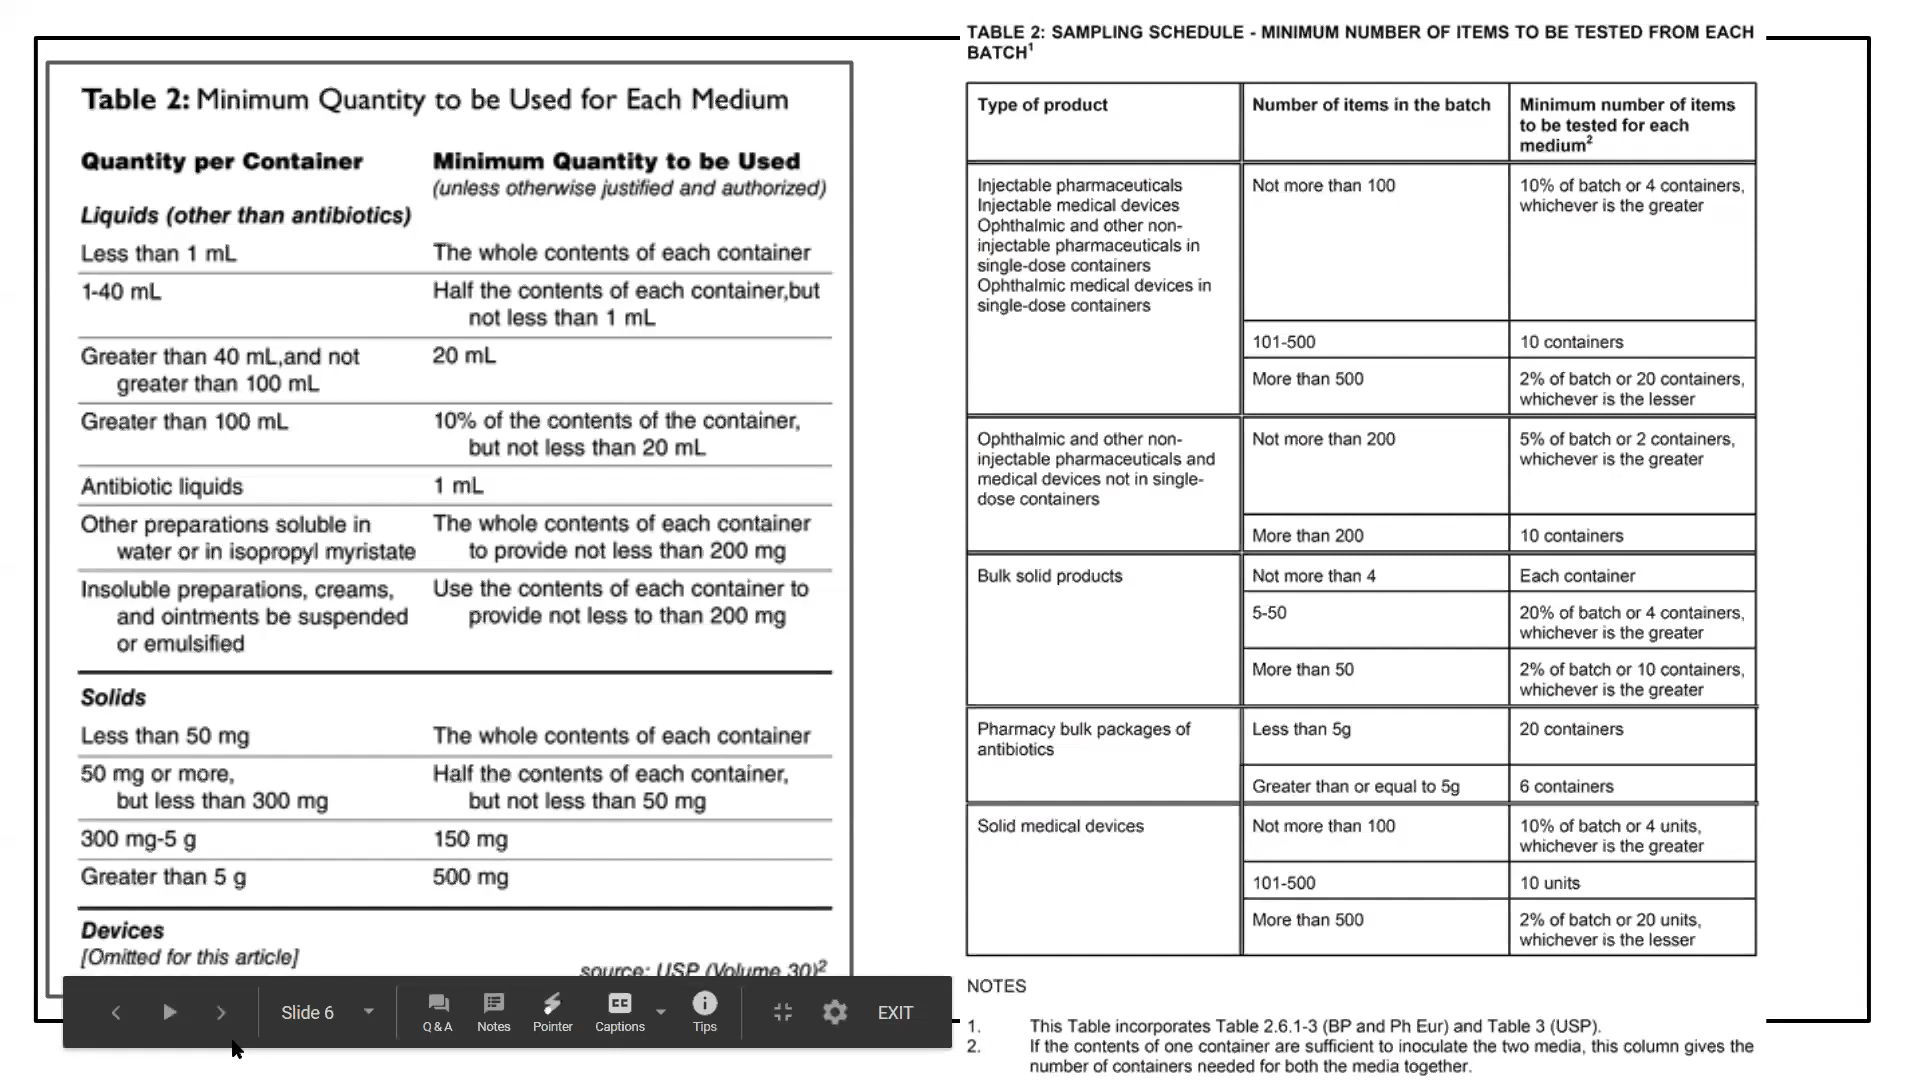 Table 2: Minimum Quantity to be Used for Each Medium
Quantity per Container Minimum Quantity to be Used
(unless otherwise justified and authorized)
Liquids (other than antibiotics)
Less than 1 mL The whole contents of each container
1-40 mL Half the contents of each container,but
not less than 1 mL
Greater than 40 mL,and not 20 mL
greater than 100 mL
Greater than 100 mL 10% of the contents of the container,
but not less than 20 mL
Antibiotic liquids 1 mL
Other preparations soluble in The whole contents of each container
water or in isopropyl myristate to provide not less than 200 mg
Insoluble preparations, creams, Use the contents of each container to
and ointments be suspended provide not less to than 200 mg
or emulsified
Solids
Less than 50 mg The whole contents of each container
50 mg or more, Half the contents of each container,
but less than 300 mg but not less than 50 mg
300 mg-5 g 150 mg
Greater than 5 g 500 mg
Devices
[Omitted for this article]
source: USP (Volume 30)2
Slide 6
Q & A Notes Pointer Captions Tips
EXIT
TABLE 2: SAMPLING SCHEDULE - MINIMUM NUMBER OF ITEMS TO BE TESTED FROM EACH
BATCH1
Type of product Number of items in the batch Minimum number of items
to be tested for each
medium2
Injectable pharmaceuticals Not more than 100 10% of batch or 4 containers,
Injectable medical devices whichever is the greater
Ophthalmic and other non-
injectable pharmaceuticals in
single-dose containers
Ophthalmic medical devices in
single-dose containers
101-500 10 containers
More than 500 2% of batch or 20 containers,
whichever is the lesser
Ophthalmic and other non- Not more than 200 5% of batch or 2 containers,
injectable pharmaceuticals and whichever is the greater
medical devices not in single-
dose containers
More than 200 10 containers
Bulk solid products Not more than 4 Each container
5-50 20% of batch or 4 containers,
whichever is the greater
More than 50 2% of batch or 10 containers,
whichever is the greater
Pharmacy bulk packages of Less than 5g 20 containers
antibiotics
Greater than or equal to 5g 6 containers
Solid medical devices Not more than 100 10% of batch or 4 units,
whichever is the greater
101-500 10 units
More than 500 2% of batch or 20 units,
whichever is the lesser
NOTES
1. This Table incorporates Table 2.6.1-3 (BP and Ph Eur) and Table 3 (USP).
2. If the contents of one container are sufficient to inoculate the two media, this column gives the
number of containers needed for both the media together.